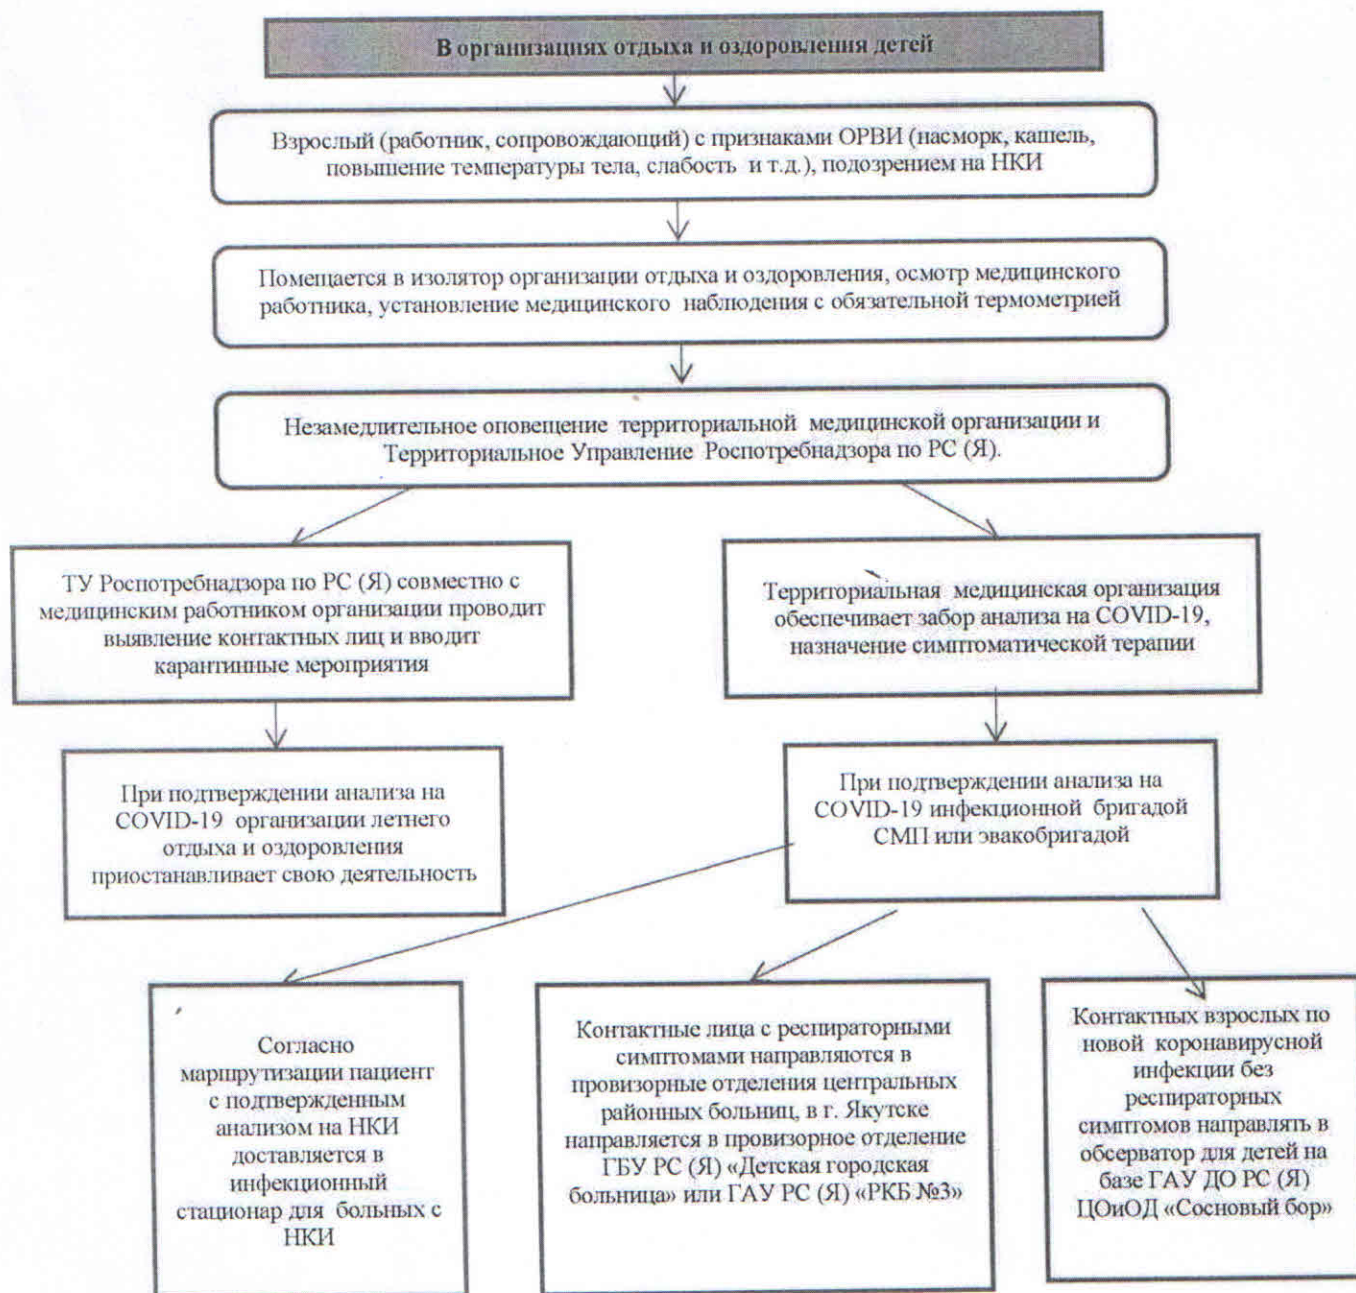 В организациях отдыха и оздоровления детей
Взрослый (работник, сопровождающий) с признаками ОРВИ (насморк, кашель,
повышение температуры тела, слабость и т.д.), подозрением на НКИ
Помещается в изолятор организации отдыха и оздоровления, осмотр медицинского
работника, установление медицинского наблюдения с обязательной термометрией
Незамедлительное оповещение территориальной медицинской организации и
Территориальное Управление Роспотребнадзора по РС (Я).
ТУ Роспотребнадзора по РС (Я) совместно с
медицинским работником организации проводит
выявление контактных лиц и вводит
карантинные мероприятия
Территориальная медицинская организация
обеспечивает забор анализа на COVID-19,
назначение симптоматической терапии
При подтверждении анализа на
COVID-19 организации летнего
отдыха и оздоровления
приостанавливает свою деятельность
При подтверждении анализа на
COVID-19 инфекционной бригадой
СМП или эвакобригадой
Согласно
маршрутизации пациент
с подтвержденным
анализом на НКИ
доставляется в
инфекционный
стационар для больных с
НКИ
Контактные лица с респираторными
симптомами направляются в
провизорные отделения центральных
районных больниц, в г. Якутске
направляется в провизорное отделение
ГБУ РС (Я) «Детская городская
больница» или ГАУ РС (Я) «РКБ №3»
Контактных взрослых по
новой коронавирусной
инфекции без
респираторных
симптомов направлять в
обсерватор для детей на
базе ГАУ ДО РС (Я)
ЦОиОД «Сосновый бор»